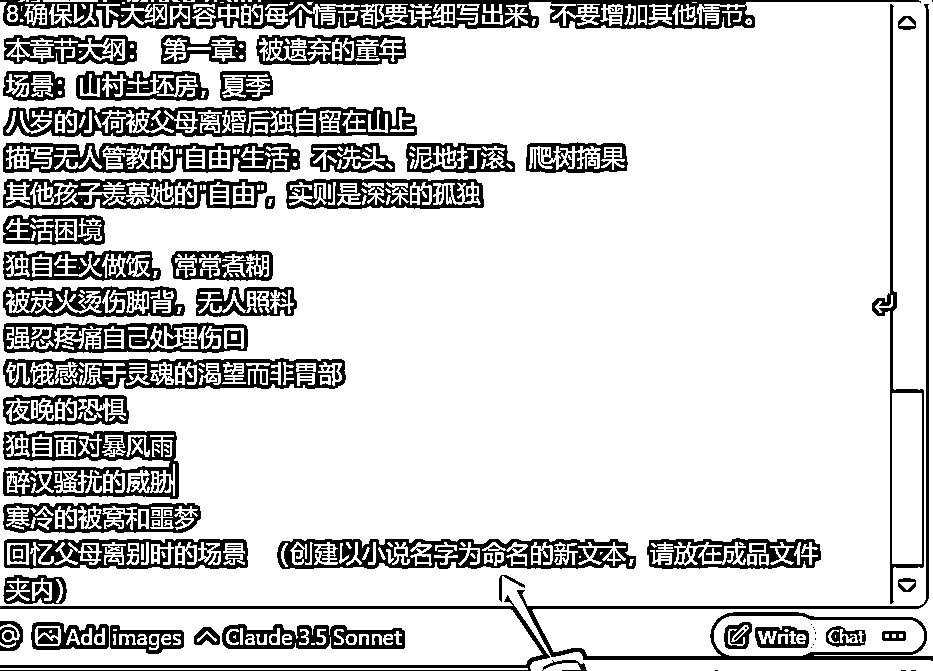 8.确保以下大纲内容中的每个情节都要详细写出来，不要增加其他情节。
本章节大纲： 第一章：被遗弃的童年
场景：山村土坯房，夏季
八岁的小荷被父母离婚后独自留在山上
描写无人管教的"自由"生活：不洗头、泥地打滚、爬树摘果
其他孩子羡慕她的"自由"，实则是深深的孤独
生活困境
独自生火做饭，常常煮糊
被炭火烫伤脚背，无人照料
强忍疼痛自己处理伤口
饥饿感源于灵魂的渴望而非胃部
夜晚的恐惧
独自面对暴风雨
醉汉骚扰的威胁
寒冷的被窝和噩梦
回忆父母离别时的场景 （创建以小说名字为命名的新文本，请放在成品文件
夹内）
@ Add images Claude 3.5 Sonnet Write Chat